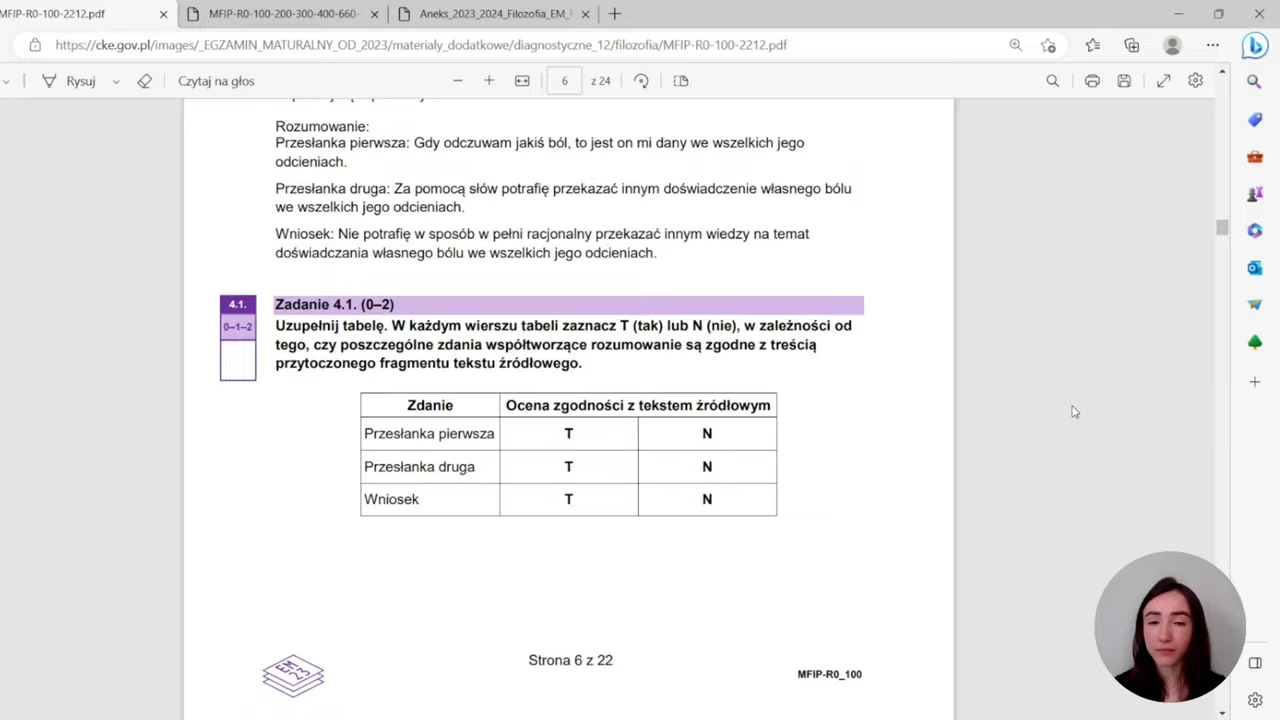 MFIP-R0-100-2212.pdf
MFIP-R0-100-200-300-400-660-
Aneks_2023_2024_Filozofia_EM_
https://cke.gov.pl/images/_EGZAMIN_MATURALNY_OD_2023/materialy_dodatkowe/diagnostyczne_12/filozofia/MFIP-R0-100-2212.pdf
Rysuj
Czytaj na głos
6
z 24
Rozumowanie:
Przesłanka pierwsza: Gdy odczuwam jakiś ból, to jest on mi dany we wszelkich jego
odcieniach.
Przesłanka druga: Za pomocą słów potrafię przekazać innym doświadczenie własnego bólu
we wszelkich jego odcieniach.
Wniosek: Nie potrafię w sposób w pełni racjonalny przekazać innym wiedzy na temat
doświadczania własnego bólu we wszelkich jego odcieniach.
4.1.
0–1–2
Zadanie 4.1. (0–2)
Uzupełnij tabelę. W każdym wierszu tabeli zaznacz T (tak) lub N (nie), w zależności od
tego, czy poszczególne zdania współtworzące rozumowanie są zgodne z treścią
przytoczonego fragmentu tekstu źródłowego.
Zdanie Ocena zgodności z tekstem źródłowym
Przesłanka pierwsza T N
Przesłanka druga T N
Wniosek T N
EM
23
Strona 6 z 22
MFIP-R0_100